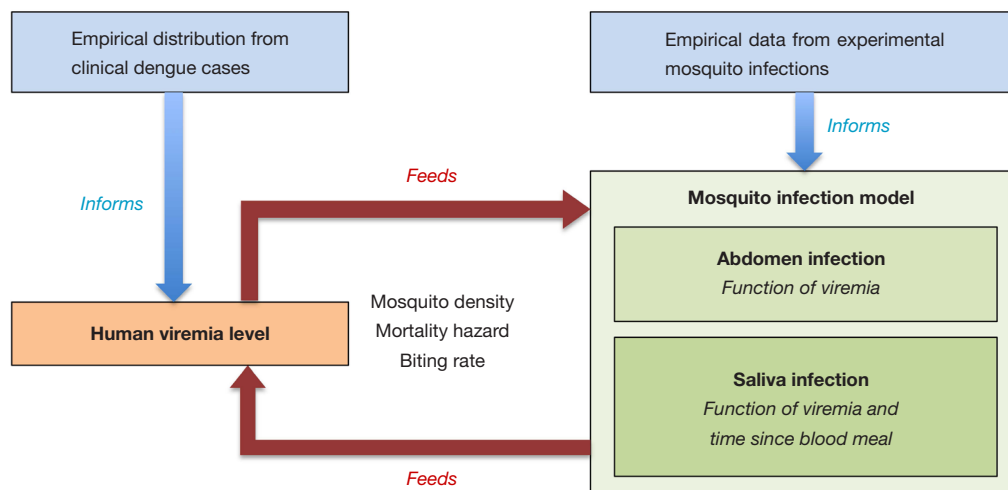 Empirical distribution from
clinical dengue cases
Empirical data from experimental
mosquito infections
Informs
Informs
Feeds
Mosquito infection model
Abdomen infection
Function of viremia
Human viremia level
Mosquito density
Mortality hazard
Biting rate
Saliva infection
Function of viremia and
time since blood meal
Feeds